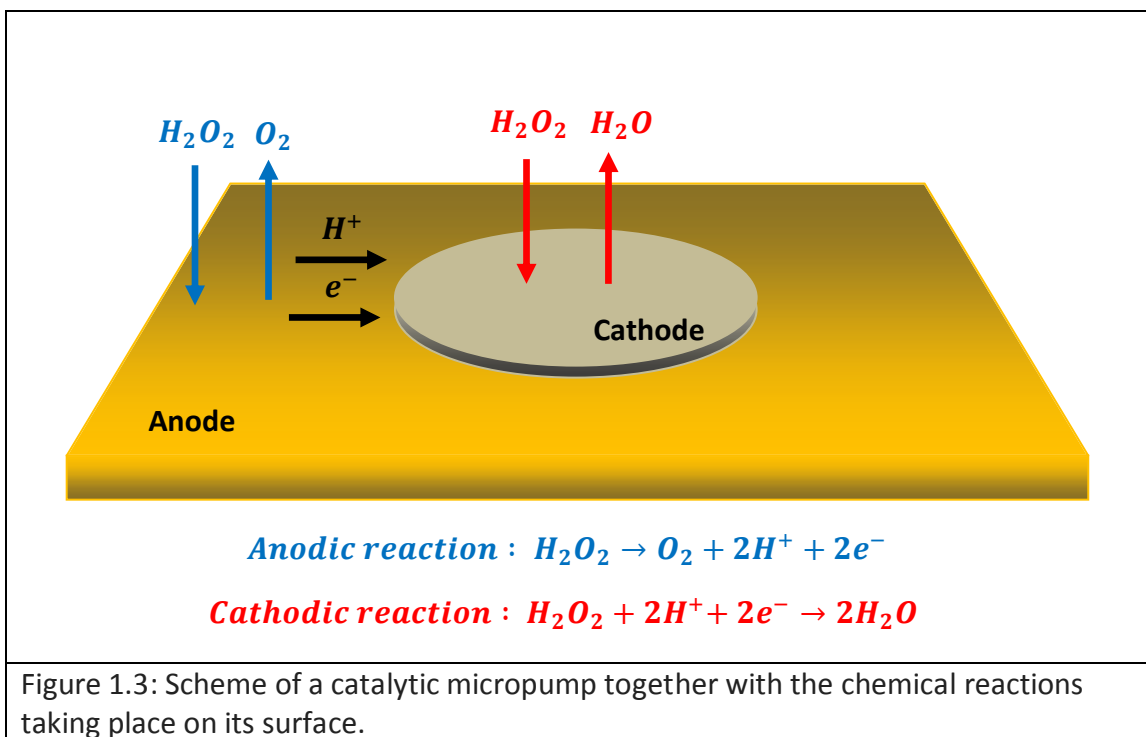 H₂O₂ O₂
H₂O₂ H₂O
H⁺
e⁻
Cathode
Anode
Anodic reaction : H₂O₂ → O₂ + 2H⁺ + 2e⁻
Cathodic reaction : H₂O₂ + 2H⁺ + 2e⁻ → 2H₂O
Figure 1.3: Scheme of a catalytic micropump together with the chemical reactions
taking place on its surface.